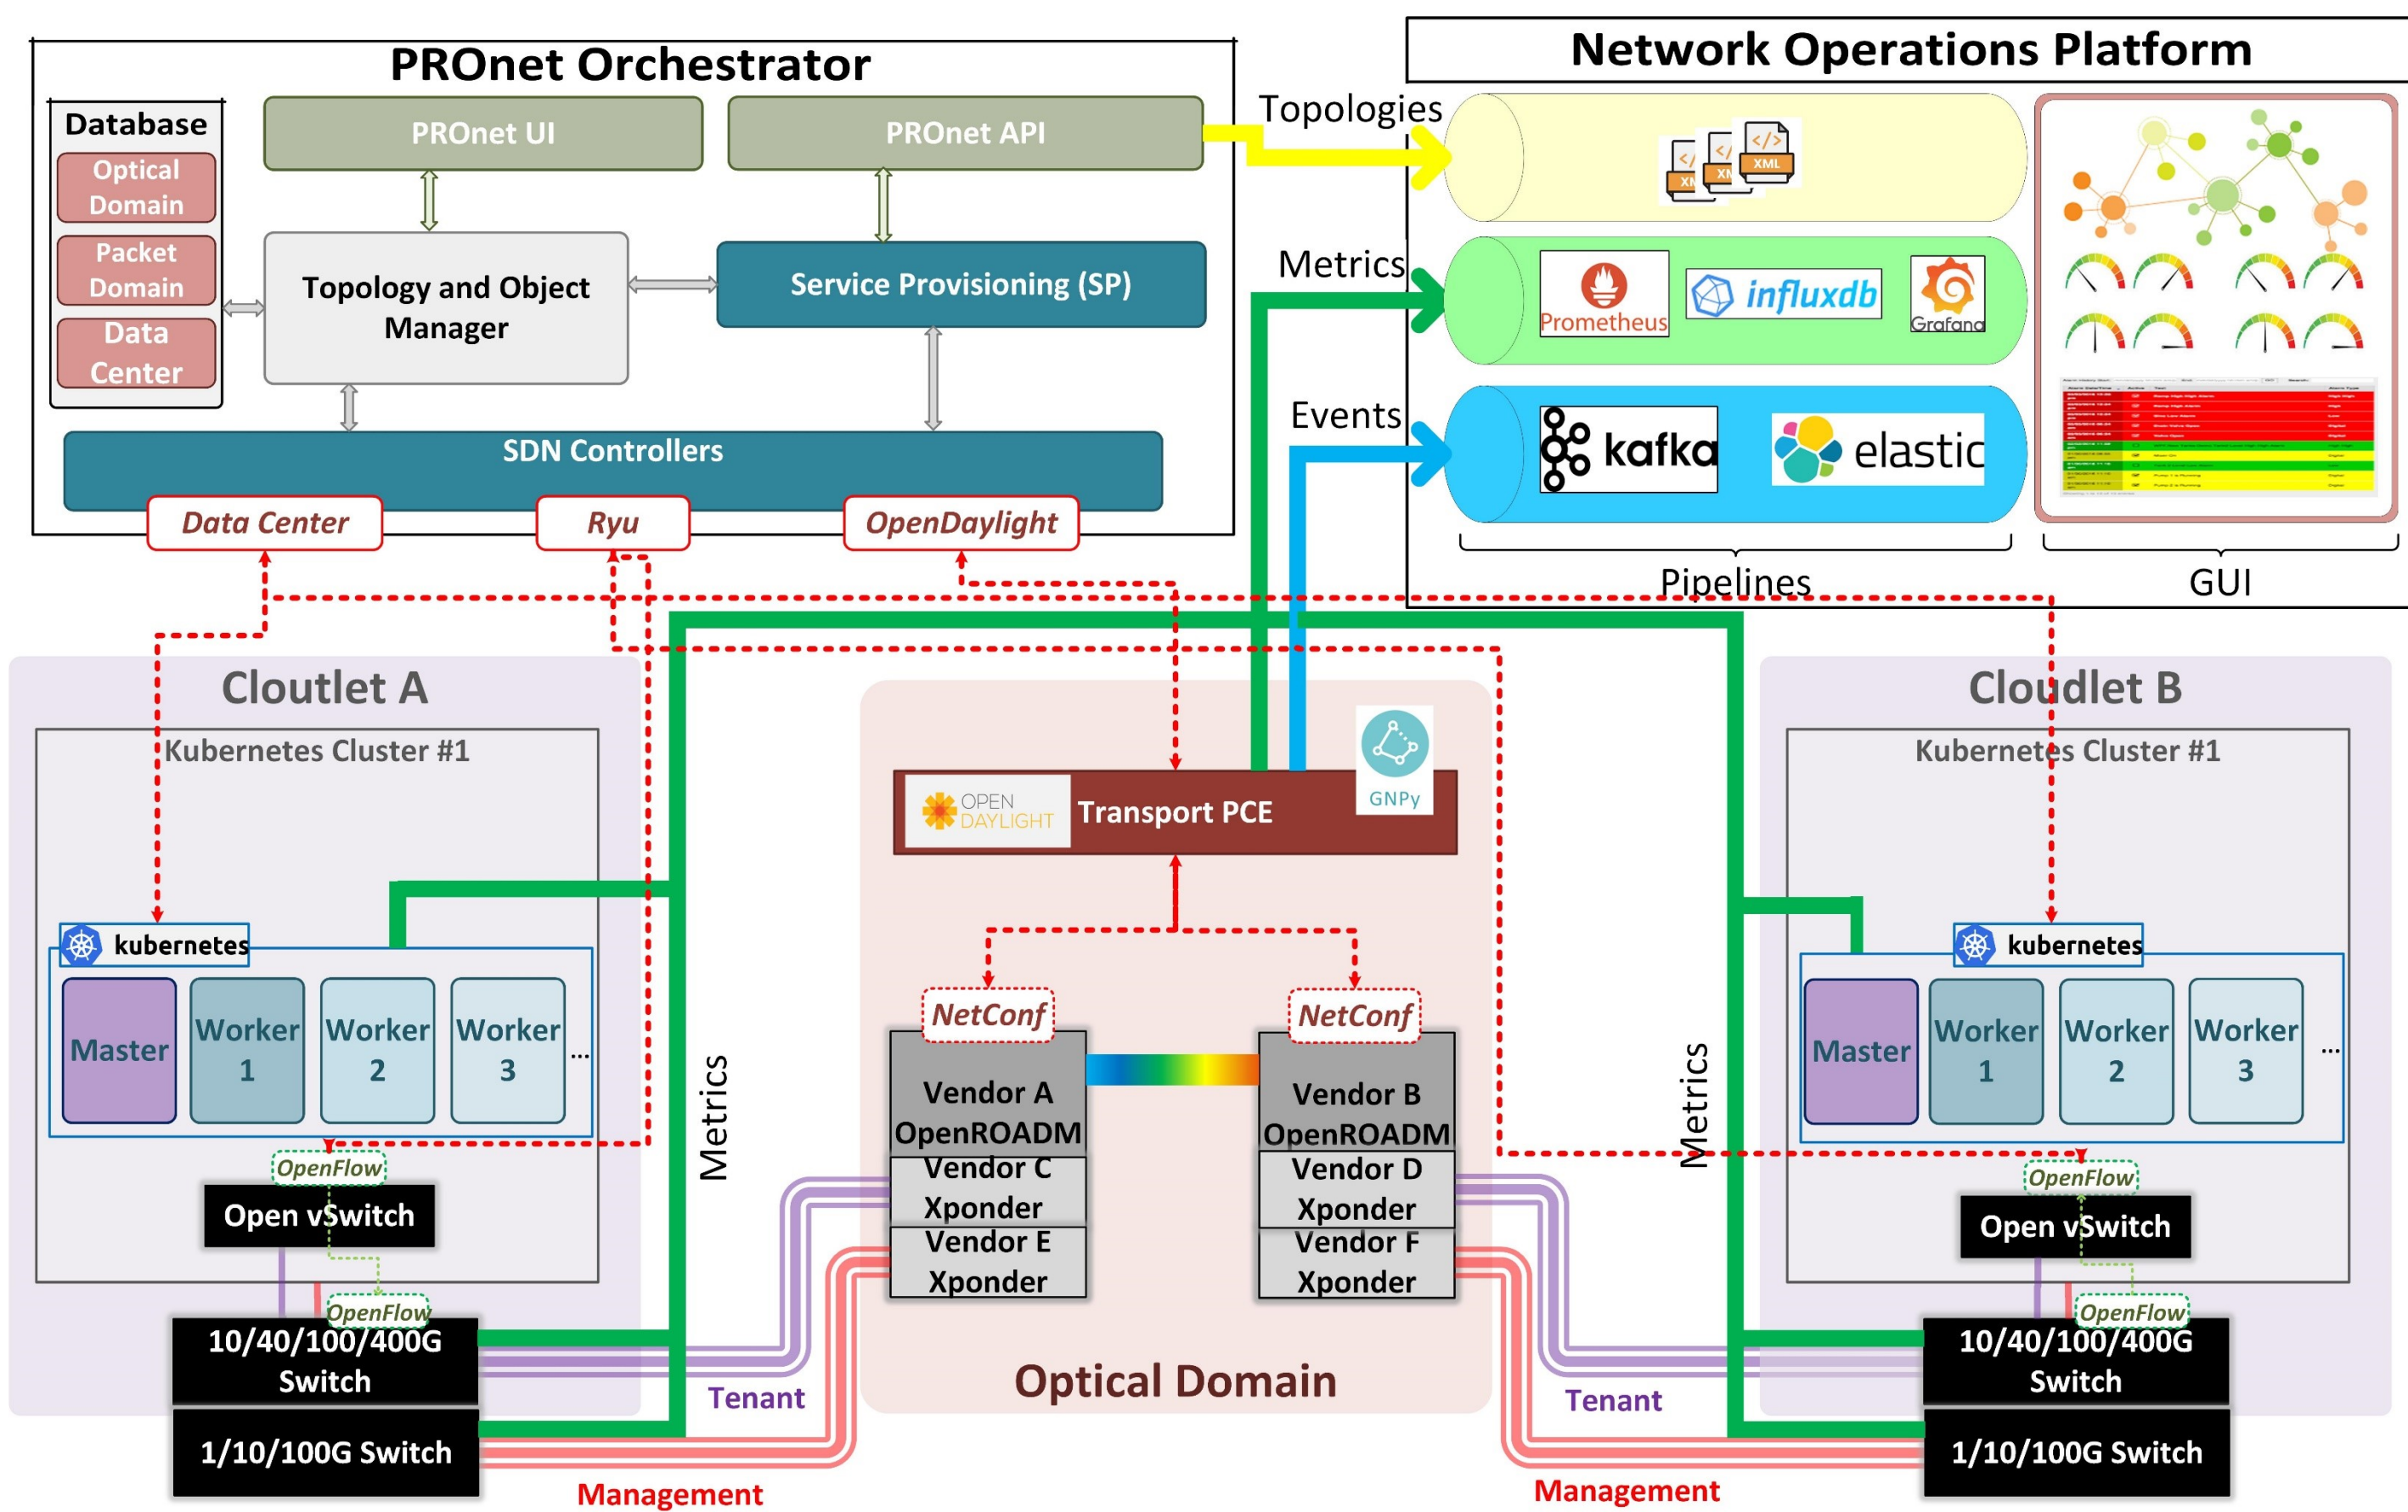 PROnet Orchestrator
Database
Optical
Domain
Packet
Domain
Data
Center
PROnet UI
PROnet API
Topology and Object
Manager
Service Provisioning (SP)
SDN Controllers
Data Center
Ryu
OpenDaylight
Network Operations Platform
Topologies
XML
Metrics
Prometheus
influxdb
Grafana
Events
kafka
elastic
Pipelines
GUI
Cloutlet A
Kubernetes Cluster #1
kubernetes
Master
Worker
1
Worker
2
Worker
3
...
OpenFlow
Open vSwitch
OpenFlow
10/40/100/400G
Switch
1/10/100G Switch
Metrics
Tenant
Management
OPEN
DAYLIGHT
Transport PCE
GNPy
NetConf
NetConf
Vendor A
OpenROADM
Vendor C
Xponder
Vendor E
Xponder
Vendor B
OpenROADM
Vendor D
Xponder
Vendor F
Xponder
Optical Domain
Metrics
Tenant
Management
Cloudlet B
Kubernetes Cluster #1
kubernetes
Master
Worker
1
Worker
2
Worker
3
...
OpenFlow
Open vSwitch
OpenFlow
10/40/100/400G
Switch
1/10/100G Switch